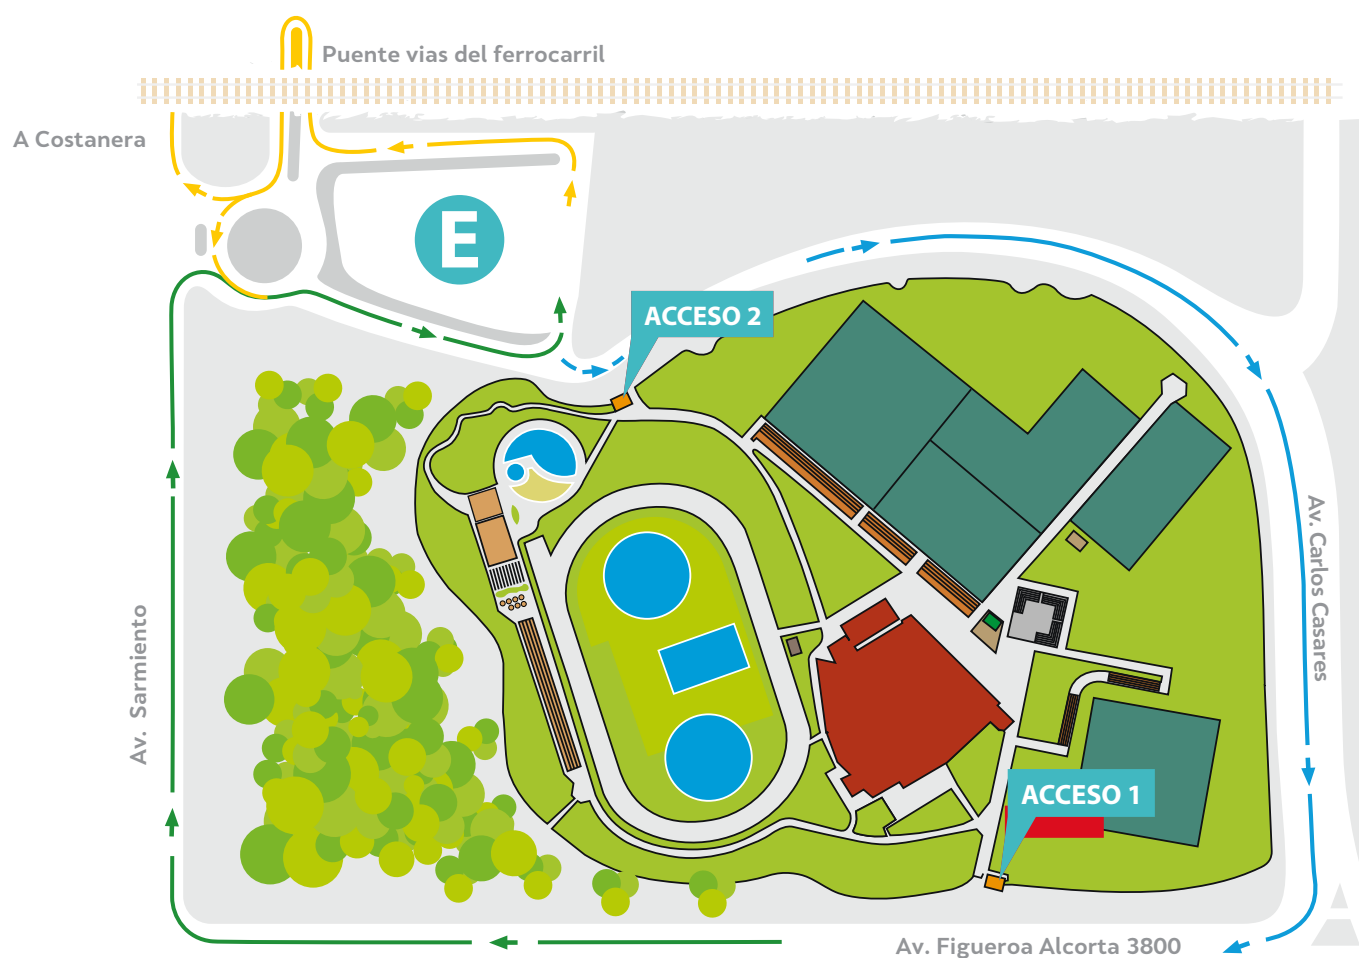 Puente vias del ferrocarril
A Costanera
E
ACCESO 2
Av. Carlos Casares
Av. Sarmiento
ACCESO 1
Av. Figueroa Alcorta 3800